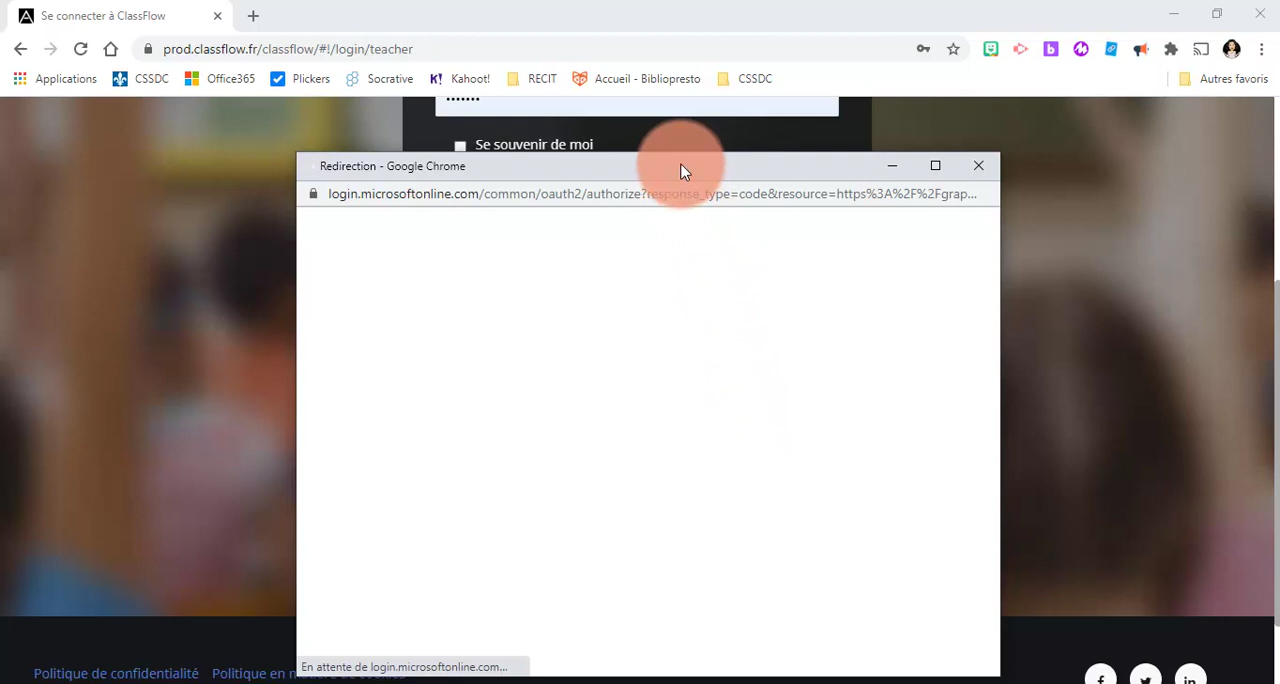 Se connecter à ClassFlow
prod.classflow.fr/classflow/#!/login/teacher
Applications CSSDC Office365 Plickers Socrative K! Kahoot! RECIT Accueil - Bibliopresto CSSDC Autres favoris
Se souvenir de moi
Redirection - Google Chrome
login.microsoftonline.com/common/oauth2/authorize?response_type=code&resource=https%3A%2F%2Fgrap...
En attente de login.microsoftonline.com...
Politique de confidentialité Politique en